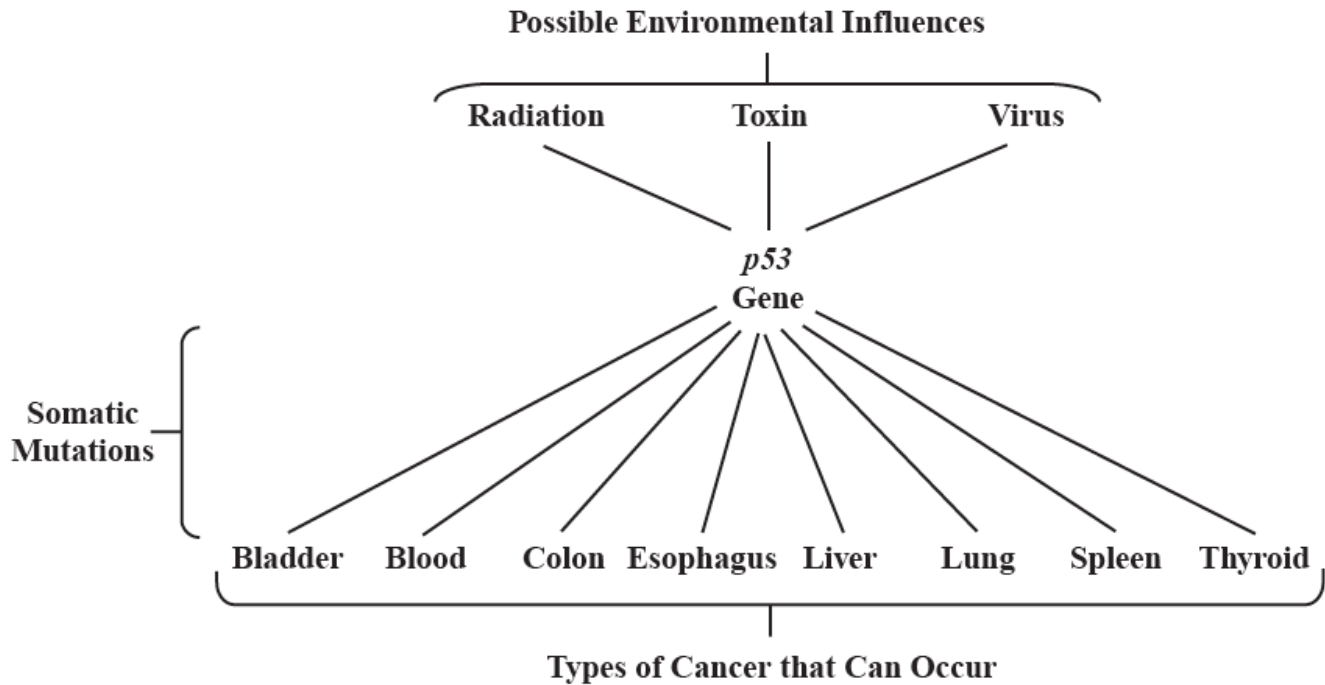 Possible Environmental Influences
Radiation Toxin Virus
p53
Gene
Somatic
Mutations
Bladder Blood Colon Esophagus Liver Lung Spleen Thyroid
Types of Cancer that Can Occur